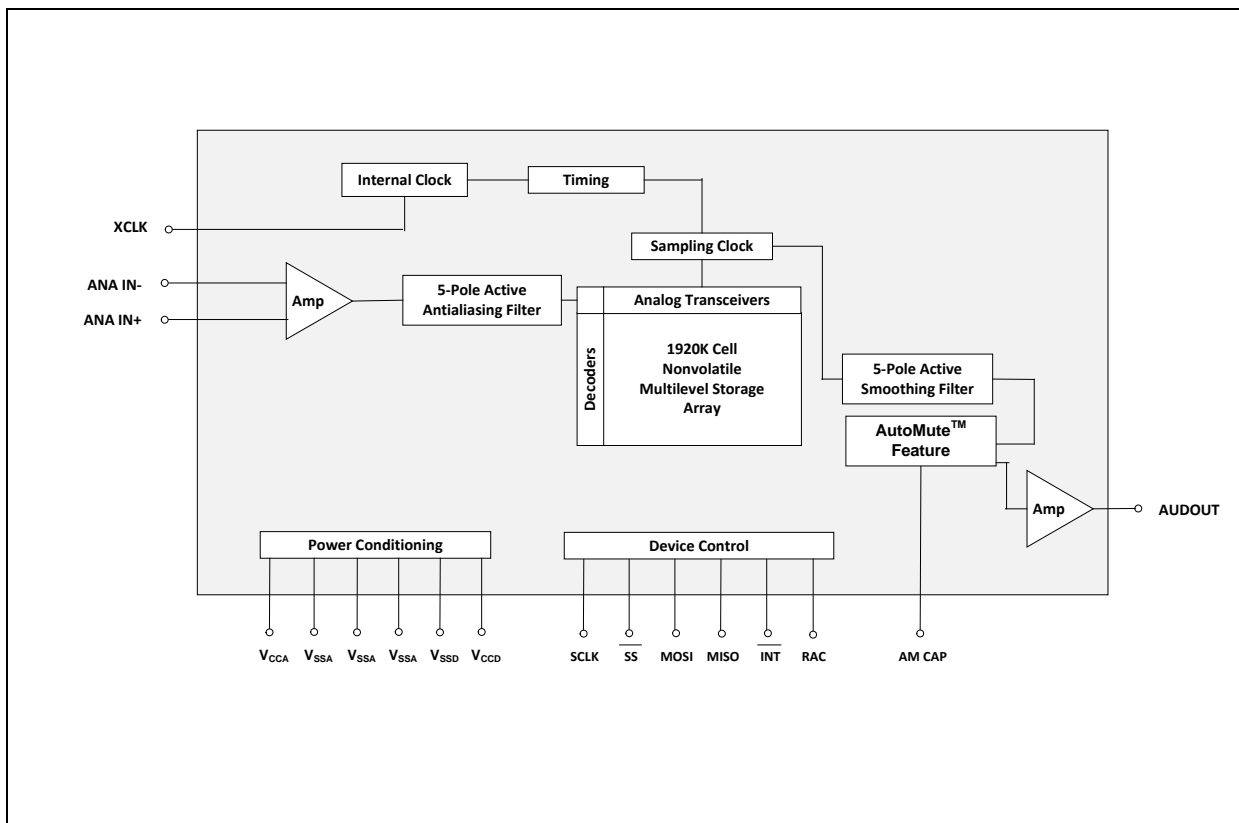 Internal Clock
Timing
XCLK
Sampling Clock
ANA IN-
ANA IN+
Amp
5-Pole Active
Antialiasing Filter
Analog Transceivers
Decoders
1920K Cell
Nonvolatile
Multilevel Storage
Array
5-Pole Active
Smoothing Filter
AutoMute™
Feature
Amp
AUDOUT
Power Conditioning
Device Control
VCCA VSSA VSSA VSSA VSSD VCCD
SCLK SS MOSI MISO INT RAC
AM CAP